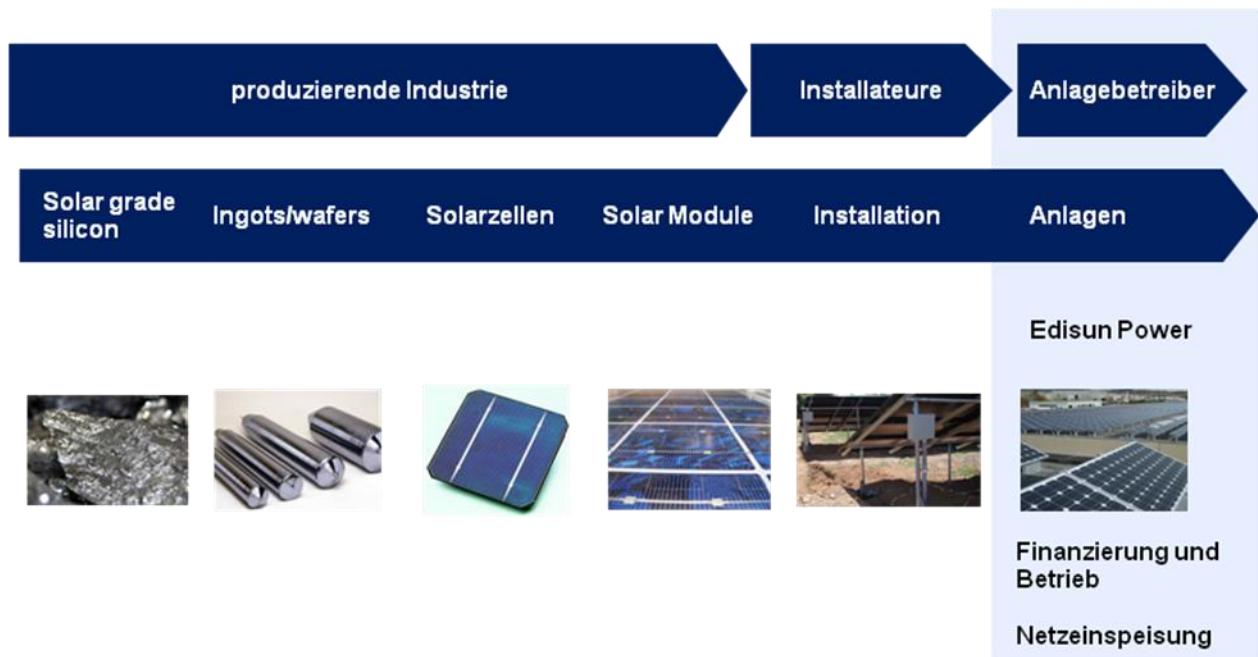 produzierende Industrie
Installateure
Anlagebetreiber
Solar grade
silicon
Ingots/wafers
Solarzellen
Solar Module
Installation
Anlagen
Edisun Power
Finanzierung und
Betrieb
Netzeinspeisung